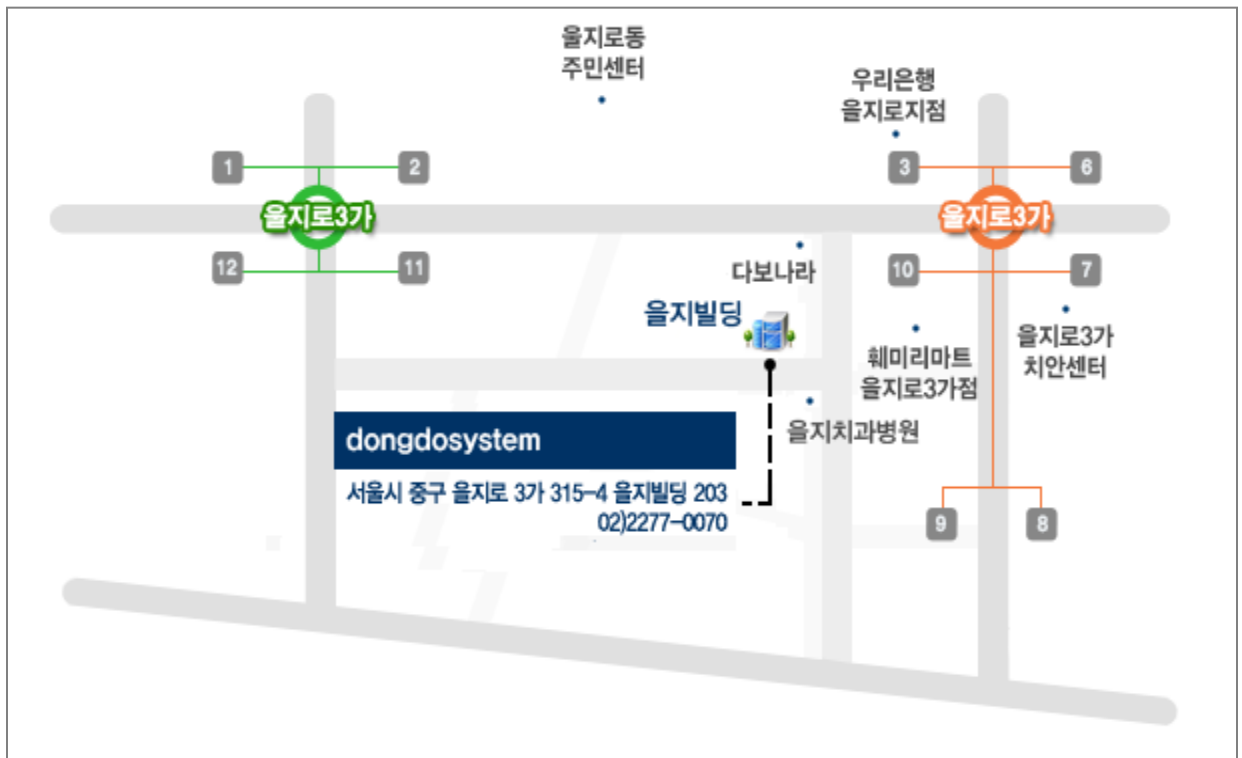 울지로동
주민센터
우리은행
을지로지점
1
2
3
6
을지로3가
을지로3가
12
11
10
7
다보나라
을지빌딩
을지로3가
치안센터
훼미리마트
을지로3가점
을지치과병원
dongdosystem
서울시 중구 을지로 3가 315-4 을지빌딩 203
02)2277-0070
9
8